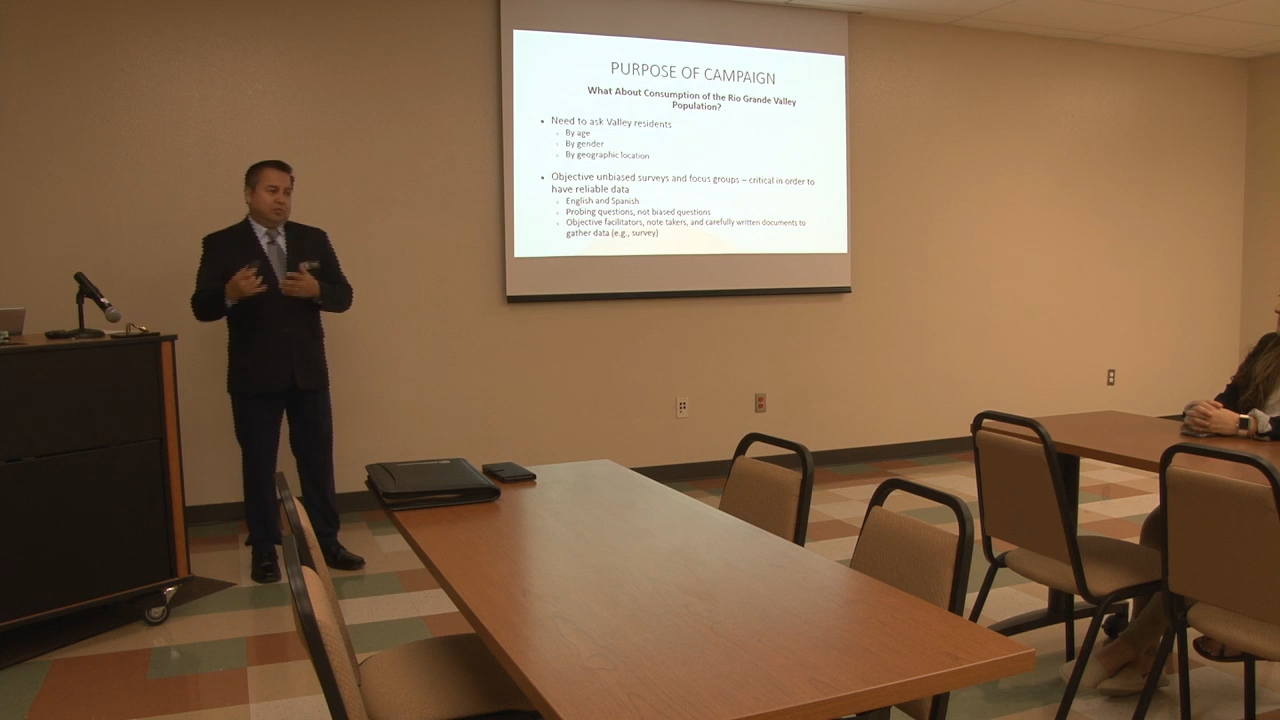 PURPOSE OF CAMPAIGN
What About Consumption of the Rio Grande Valley
Population?
• Need to ask Valley residents
◦ By age
◦ By gender
◦ By geographic location
• Objective unbiased surveys and focus groups – critical in order to
have reliable data
◦ English and Spanish
◦ Probing questions, not biased questions
◦ Objective facilitators, note takers, and carefully written documents to
gather data (e.g., survey)